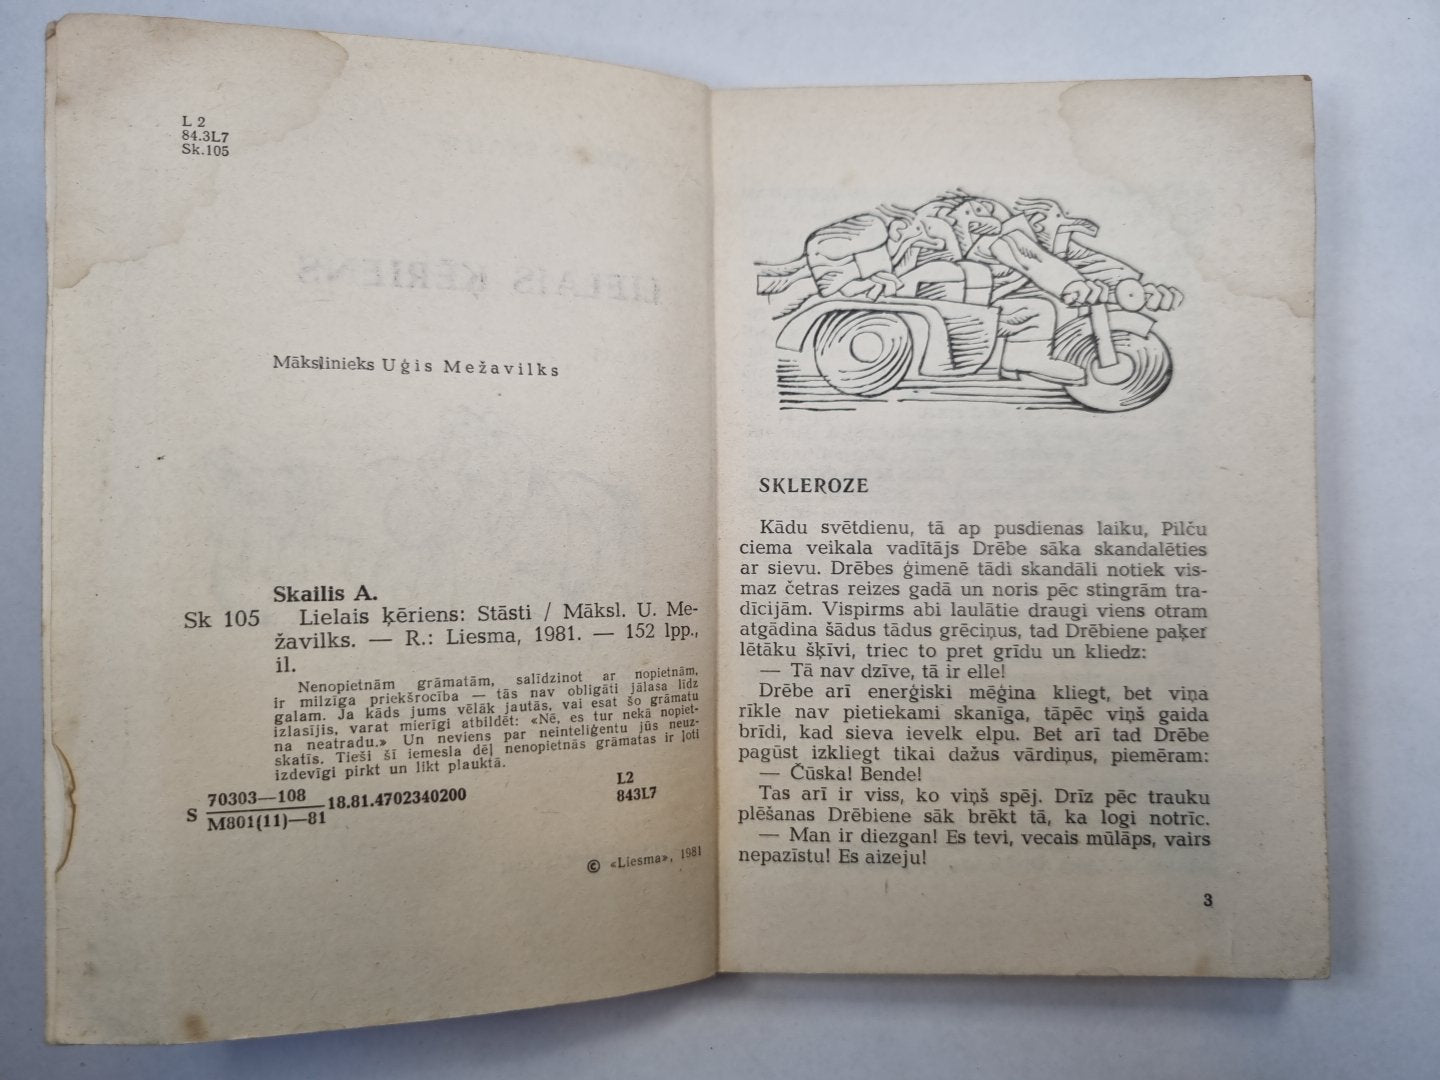 L 2
84.3L7
Sk.105
Mākslinieks Uģis Mežavilks
Skailis A.
Sk 105 Lielais ķēriens: Stāsti / Māksl. U. Me-
žavilks. — R.: Liesma, 1981. — 152 lpp.,
il.
Nenopietnām grāmatām, salīdzinot ar nopietnām,
ir milzīga priekšrocība — tās nav obligāti jālasa līdz
galam. Ja kāds jums vēlāk jautās, vai esat šo grāmatu
izlasījis, varat mierīgi atbildēt: «Nē, es tur nekā nopiet-
na neatradu.» Un neviens par neinteliģentu jūs neuz-
skatīs. Tieši šī iemesla dēļ nenopietnās grāmatas ir ļoti
izdevīgi pirkt un likt plauktā.
S 70303—108
M801(11)—81
18.81.4702340200
L2
843L7
© «Liesma», 1981
SKLEROZE
Kādu svētdienu, tā ap pusdienas laiku, Pilču
ciema veikala vadītājs Drēbe sāka skandalēties
ar sievu. Drēbes ģimenē tādi skandāli notiek vis-
maz četras reizes gadā un noris pēc stingrām tra-
dīcijām. Vispirms abi laulātie draugi viens otram
atgādina šādus tādus grēciņus, tad Drēbiene paķer
lētāku šķīvi, triec to pret grīdu un kliedz:
— Tā nav dzīve, tā ir elle!
Drēbe arī enerģiski mēģina kliegt, bet viņa
rīkle nav pietiekami skanīga, tāpēc viņš gaida
brīdi, kad sieva ievelk elpu. Bet arī tad Drēbe
pagūst izkliegt tikai dažus vārdiņus, piemēram:
— Čūska! Bende!
Tas arī ir viss, ko viņš spēj. Drīz pēc trauku
plēšanas Drēbiene sāk brēkt tā, ka logi notrīc.
— Man ir diezgan! Es tevi, vecais mūlāps, vairs
nepazīstu! Es aizeju!
3